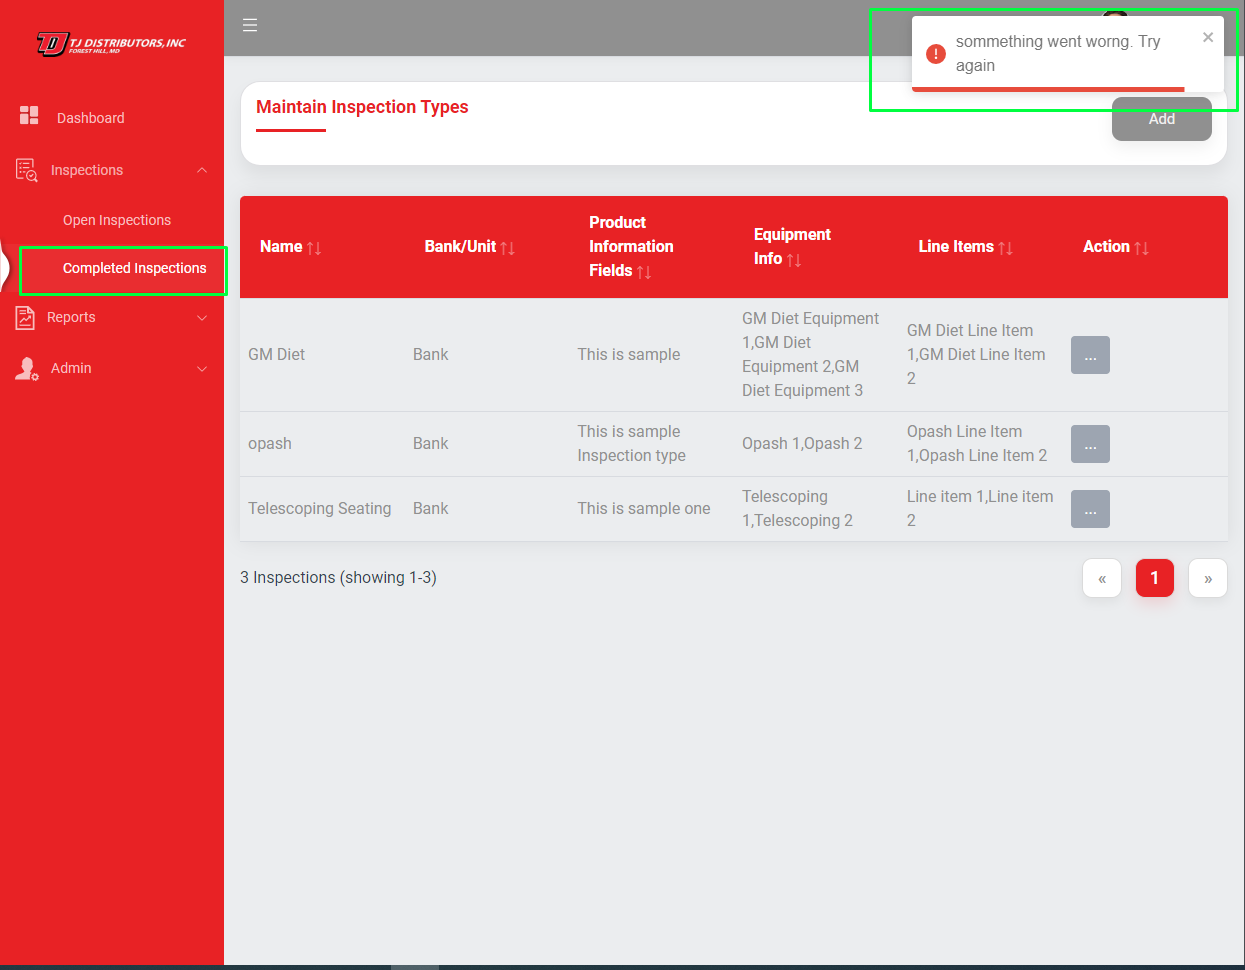 TJ DISTRIBUTORS, INC
FOREST HILL, MD
Dashboard
Inspections
Open Inspections
Completed Inspections
Reports
Admin
sommething went worng. Try
again
Maintain Inspection Types
Add
Name
Bank/Unit
Product
Information
Fields
Equipment
Info
Line Items
Action
GM Diet
Bank
This is sample
GM Diet Equipment
1,GM Diet
Equipment 2,GM
Diet Equipment 3
GM Diet Line Item
1,GM Diet Line Item
2
...
opash
Bank
This is sample
Inspection type
Opash 1,Opash 2
Opash Line Item
1,Opash Line Item 2
...
Telescoping Seating
Bank
This is sample one
Telescoping
1,Telescoping 2
Line item 1,Line item
2
...
3 Inspections (showing 1-3)
«
1
»